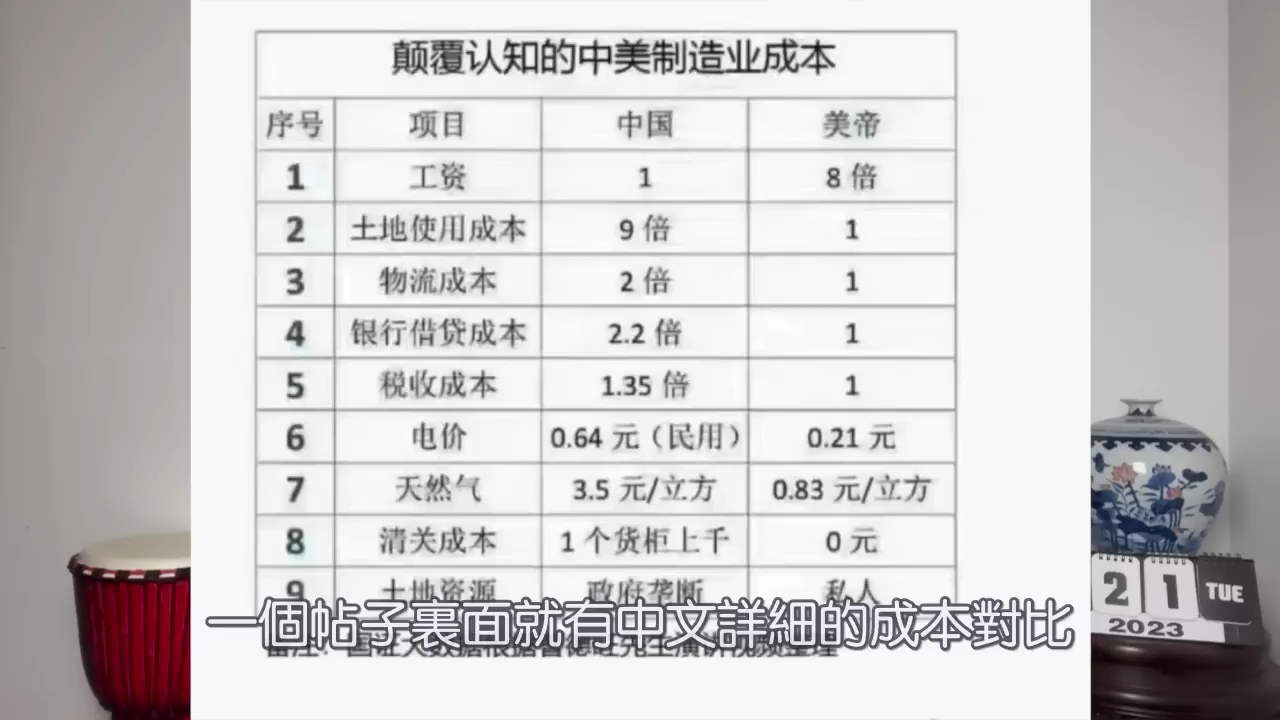 颠覆认知的中美制造业成本
序号 项目 中国 美帝
1 工资 1 8 倍
2 土地使用成本 9 倍 1
3 物流成本 2 倍 1
4 银行借贷成本 2.2 倍 1
5 税收成本 1.35 倍 1
6 电价 0.64 元（民用） 0.21 元
7 天然气 3.5 元/立方 0.83 元/立方
8 清关成本 1 个货柜上千 0 元
9 土地资源 政府垄断 私人
一個帖子裏面就有中文詳細的成本對比
21 TUE
2023